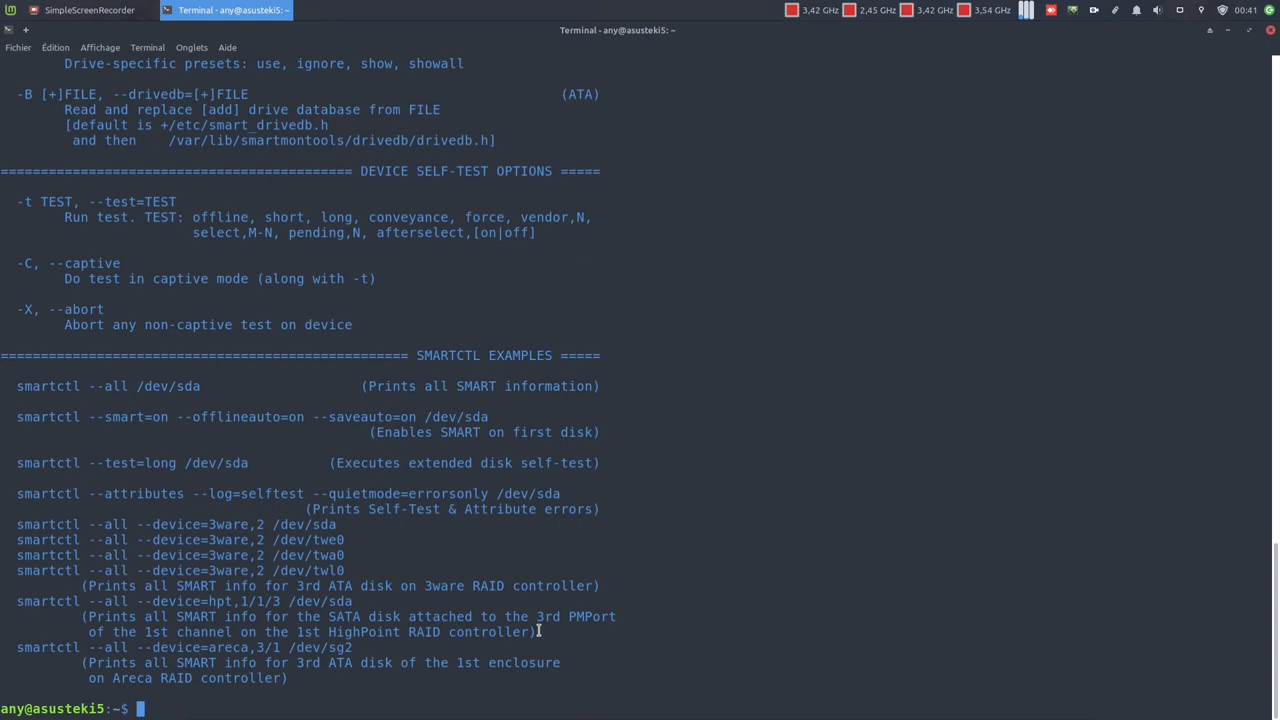 SimpleScreenRecorder
Terminal - any@asusteki5: ~
3,42 GHz
2,45 GHz
3,42 GHz
3,54 GHz
00:41
Terminal - any@asusteki5: ~
Fichier Édition Affichage Terminal Onglets Aide
Drive-specific presets: use, ignore, show, showall
-B [+]FILE, --drivedb=[+]FILE (ATA)
Read and replace [add] drive database from FILE
[default is +/etc/smart_drivedb.h
and then /var/lib/smartmontools/drivedb/drivedb.h]
============================================ DEVICE SELF-TEST OPTIONS =====
-t TEST, --test=TEST
Run test. TEST: offline, short, long, conveyance, force, vendor,N,
select,M-N, pending,N, afterselect,[on|off]
-C, --captive
Do test in captive mode (along with -t)
-X, --abort
Abort any non-captive test on device
=================================================== SMARTCTL EXAMPLES =====
smartctl --all /dev/sda (Prints all SMART information)
smartctl --smart=on --offlineauto=on --saveauto=on /dev/sda
(Enables SMART on first disk)
smartctl --test=long /dev/sda (Executes extended disk self-test)
smartctl --attributes --log=selftest --quietmode=errorsonly /dev/sda
(Prints Self-Test & Attribute errors)
smartctl --all --device=3ware,2 /dev/sda
smartctl --all --device=3ware,2 /dev/twe0
smartctl --all --device=3ware,2 /dev/twa0
smartctl --all --device=3ware,2 /dev/twl0
(Prints all SMART info for 3rd ATA disk on 3ware RAID controller)
smartctl --all --device=hpt,1/1/3 /dev/sda
(Prints all SMART info for the SATA disk attached to the 3rd PMPort
of the 1st channel on the 1st HighPoint RAID controller)
smartctl --all --device=areca,3/1 /dev/sg2
(Prints all SMART info for 3rd ATA disk of the 1st enclosure
on Areca RAID controller)
any@asusteki5:~$